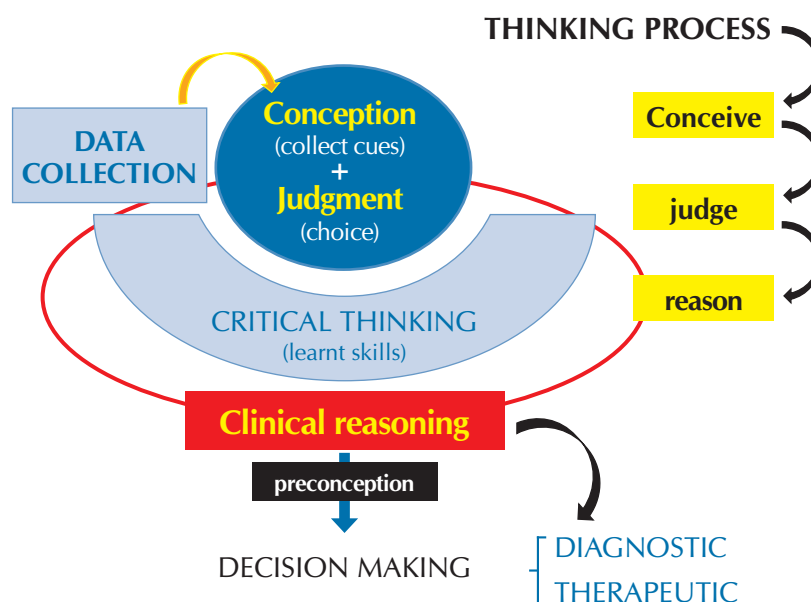 THINKING PROCESS
Conceive
judge
reason
DATA
COLLECTION
Conception
(collect cues)
+
Judgment
(choice)
CRITICAL THINKING
(learnt skills)
Clinical reasoning
preconception
DECISION MAKING
DIAGNOSTIC
THERAPEUTIC